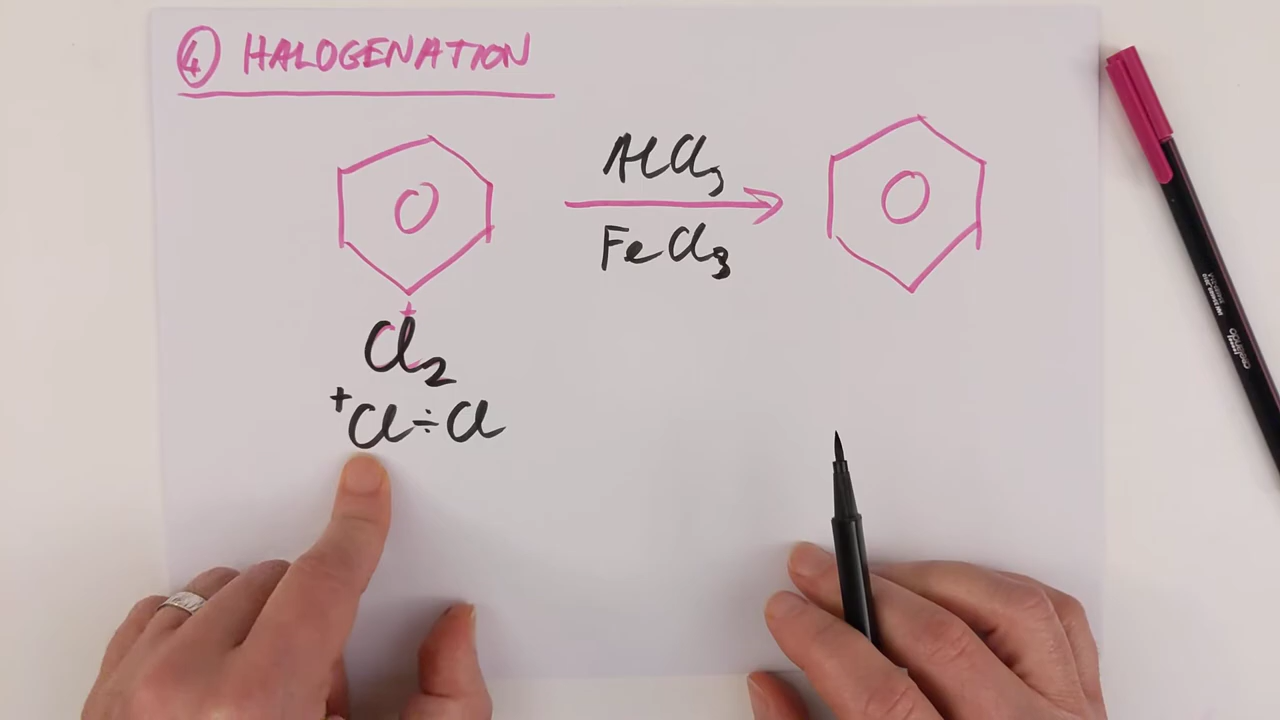 ④ HALOGENATION
AlCl₃
FeCl₃
+
Cl₂
⁺Cl÷Cl